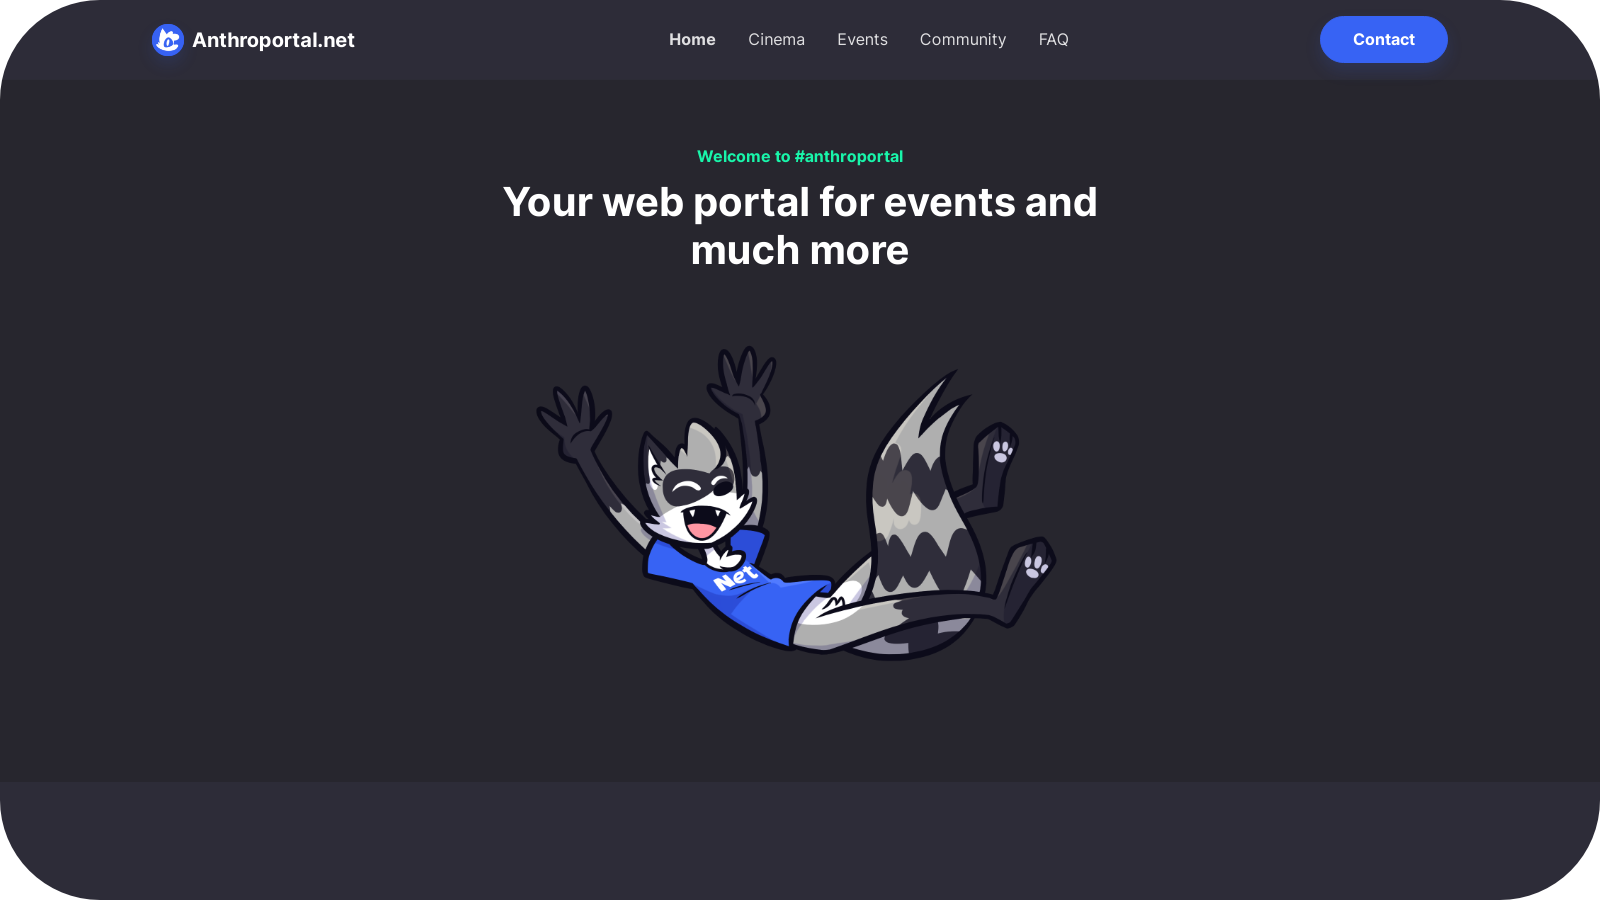 Anthroportal.net
Home Cinema Events Community FAQ
Contact
Welcome to #anthroportal
Your web portal for events and
much more
Net